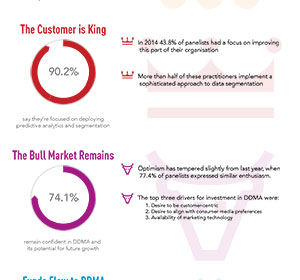 The Customer is King
90.2%
say they're focused on deploying
predictive analytics and segmentation
In 2014 43.8% of panelists had a focus on improving
this part of their organisation
More than half of these practitioners implement a
sophisticated approach to data segmentation
The Bull Market Remains
74.1%
remain confident in DDMA and
its potential for future growth
Optimism has tempered slightly from last year, when
77.4% of panelists expressed similar enthusiasm.
The top three drivers for investment in DDMA were:
1. Desire to be customer-centric
2. Desire to align with consumer media preferences
3. Availability of marketing technology
Funds Flow to DDMA